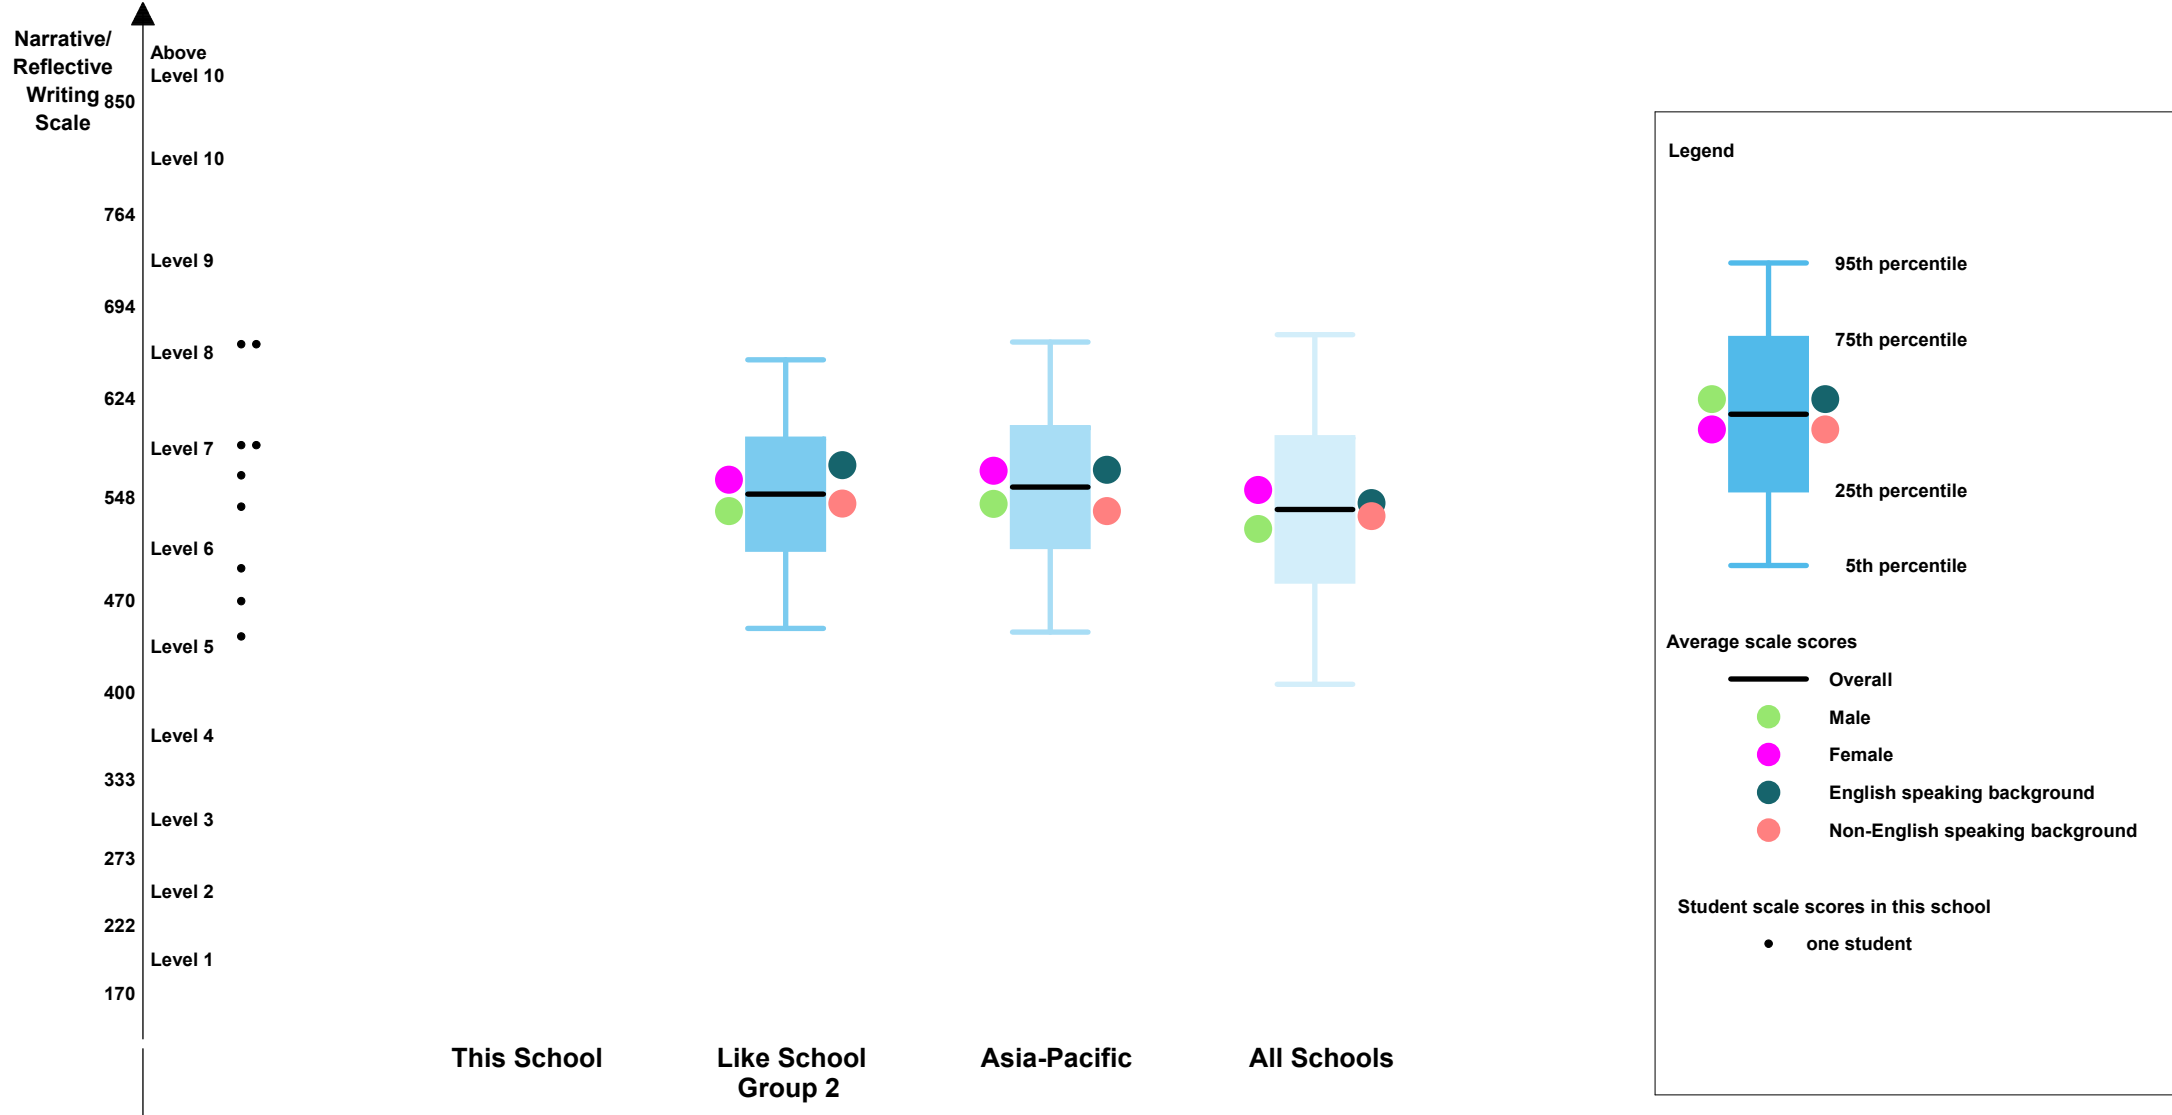 Narrative/
Reflective
Writing
Scale
Above
Level 10
850
Level 10
764
Level 9
694
Level 8
624
Level 7
548
Level 6
470
Level 5
400
Level 4
333
Level 3
273
Level 2
222
Level 1
170
This School
Like School
Group 2
Asia-Pacific
All Schools
Legend
95th percentile
75th percentile
25th percentile
5th percentile
Average scale scores
Overall
Male
Female
English speaking background
Non-English speaking background
Student scale scores in this school
one student